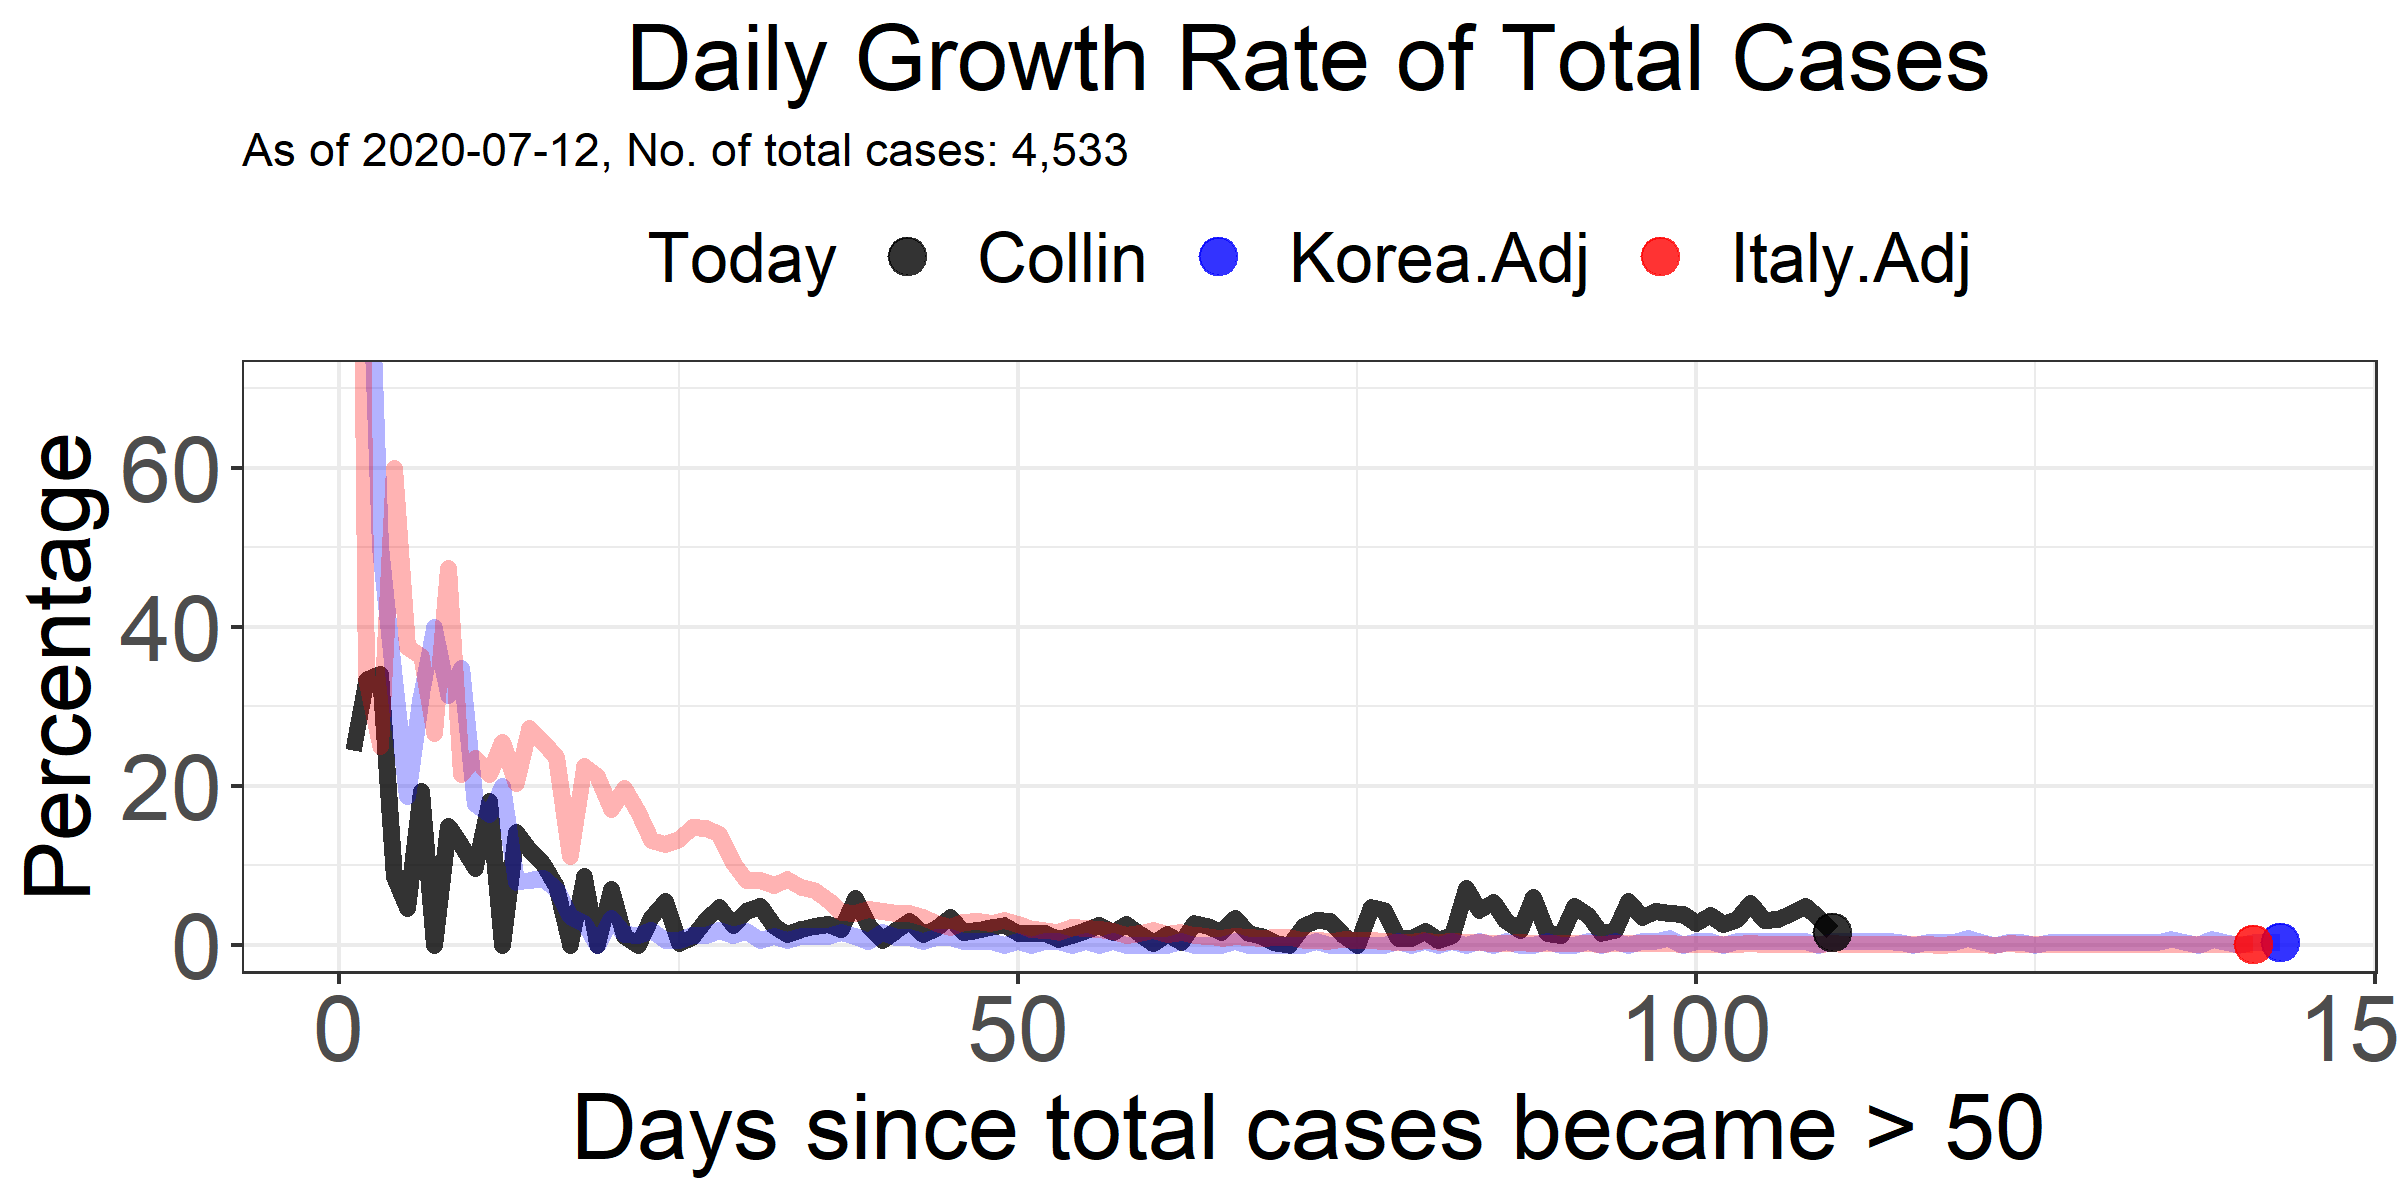 Daily Growth Rate of Total Cases
As of 2020-07-12, No. of total cases: 4,533
Today Collin Korea.Adj Italy.Adj
Percentage
60
40
20
0
0 50 100 15
Days since total cases became > 50